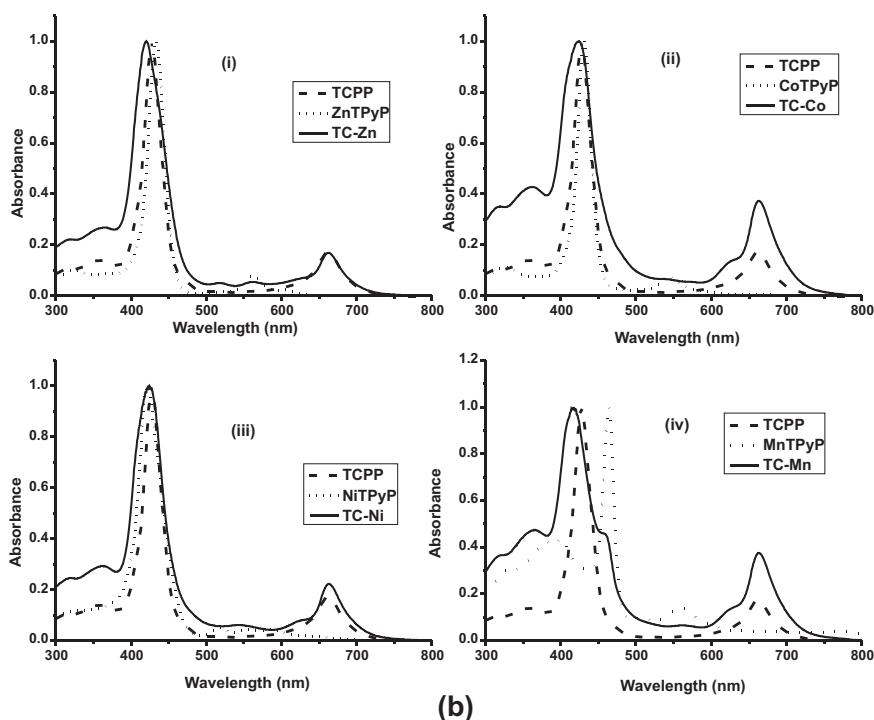 1.0
0.8
0.6
0.4
0.2
0.0
Absorbance
(i)
TCPP
ZnTPyP
TC-Zn
300 400 500 600 700 800
Wavelength (nm)
1.0
0.8
0.6
0.4
0.2
0.0
Absorbance
(ii)
TCPP
CoTPyP
TC-Co
300 400 500 600 700 800
Wavelength (nm)
1.0
0.8
0.6
0.4
0.2
0.0
Absorbance
(iii)
TCPP
NiTPyP
TC-Ni
300 400 500 600 700 800
Wavelength (nm)
1.2
1.0
0.8
0.6
0.4
0.2
0.0
Absorbance
(iv)
TCPP
MnTPyP
TC-Mn
300 400 500 600 700 800
Wavelength (nm)
(b)